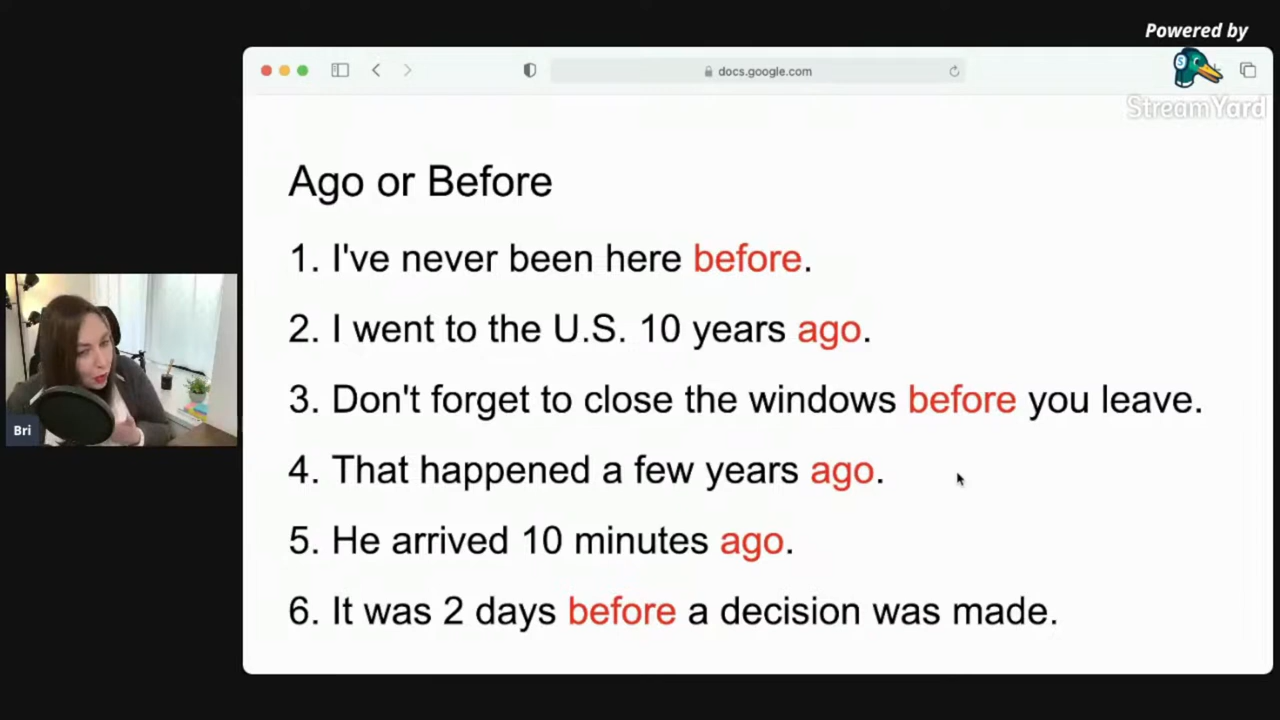 Powered by
docs.google.com
StreamYard
Ago or Before
1. I've never been here before.
2. I went to the U.S. 10 years ago.
3. Don't forget to close the windows before you leave.
4. That happened a few years ago.
5. He arrived 10 minutes ago.
6. It was 2 days before a decision was made.
Bri